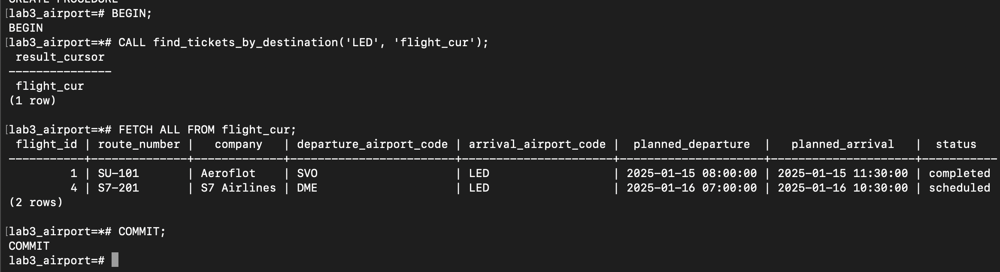 CREATE PROCEDURE
[lab3_airport=# BEGIN;
BEGIN
[lab3_airport=*# CALL find_tickets_by_destination('LED', 'flight_cur');
 result_cursor
---------------
 flight_cur
(1 row)

[lab3_airport=*# FETCH ALL FROM flight_cur;
 flight_id | route_number |   company   | departure_airport_code | arrival_airport_code |  planned_departure  |   planned_arrival   |  status
-----------+--------------+-------------+------------------------+----------------------+---------------------+---------------------+-----------
         1 | SU-101       | Aeroflot    | SVO                    | LED                  | 2025-01-15 08:00:00 | 2025-01-15 11:30:00 | completed
         4 | S7-201       | S7 Airlines | DME                    | LED                  | 2025-01-16 07:00:00 | 2025-01-16 10:30:00 | scheduled
(2 rows)

[lab3_airport=*# COMMIT;
COMMIT
lab3_airport=#